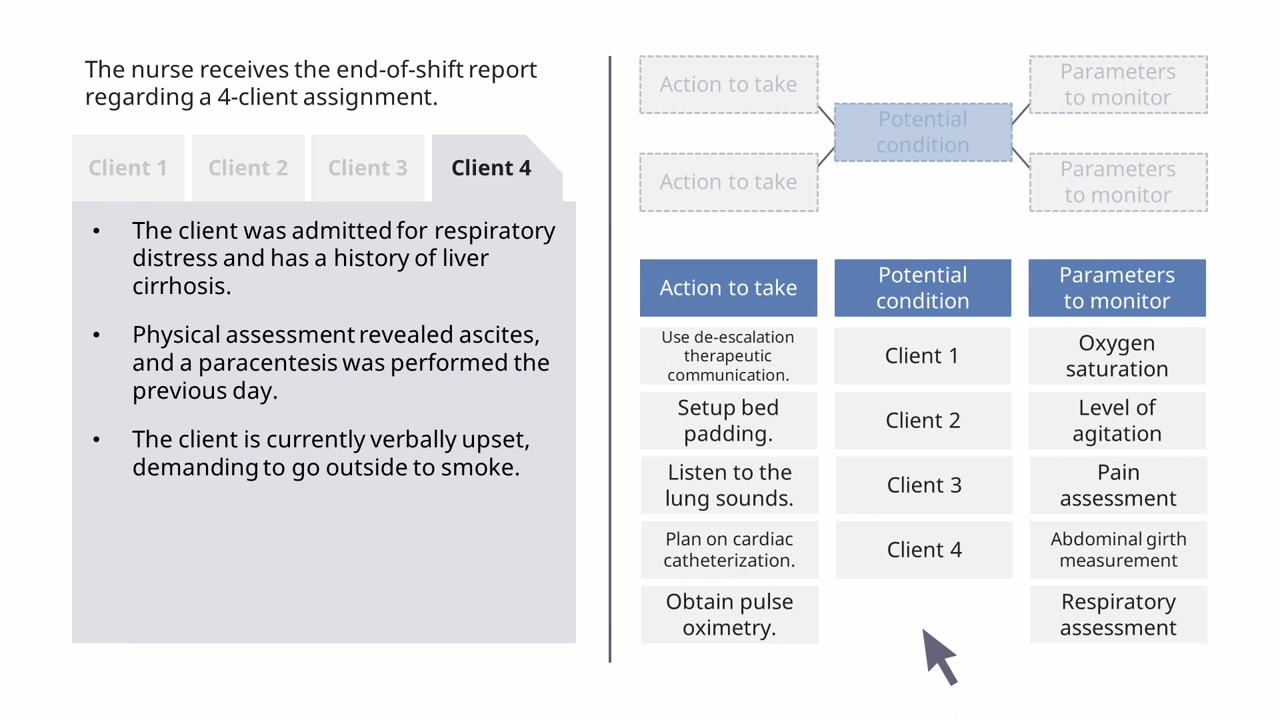 The nurse receives the end-of-shift report
regarding a 4-client assignment.
Client 1
Client 2
Client 3
Client 4
• The client was admitted for respiratory
distress and has a history of liver
cirrhosis.
• Physical assessment revealed ascites,
and a paracentesis was performed the
previous day.
• The client is currently verbally upset,
demanding to go outside to smoke.
Action to take
Action to take
Potential
condition
Parameters
to monitor
Parameters
to monitor
Action to take
Potential
condition
Parameters
to monitor
Use de-escalation
therapeutic
communication.
Client 1
Oxygen
saturation
Setup bed
padding.
Client 2
Level of
agitation
Listen to the
lung sounds.
Client 3
Pain
assessment
Plan on cardiac
catheterization.
Client 4
Abdominal girth
measurement
Obtain pulse
oximetry.
Respiratory
assessment